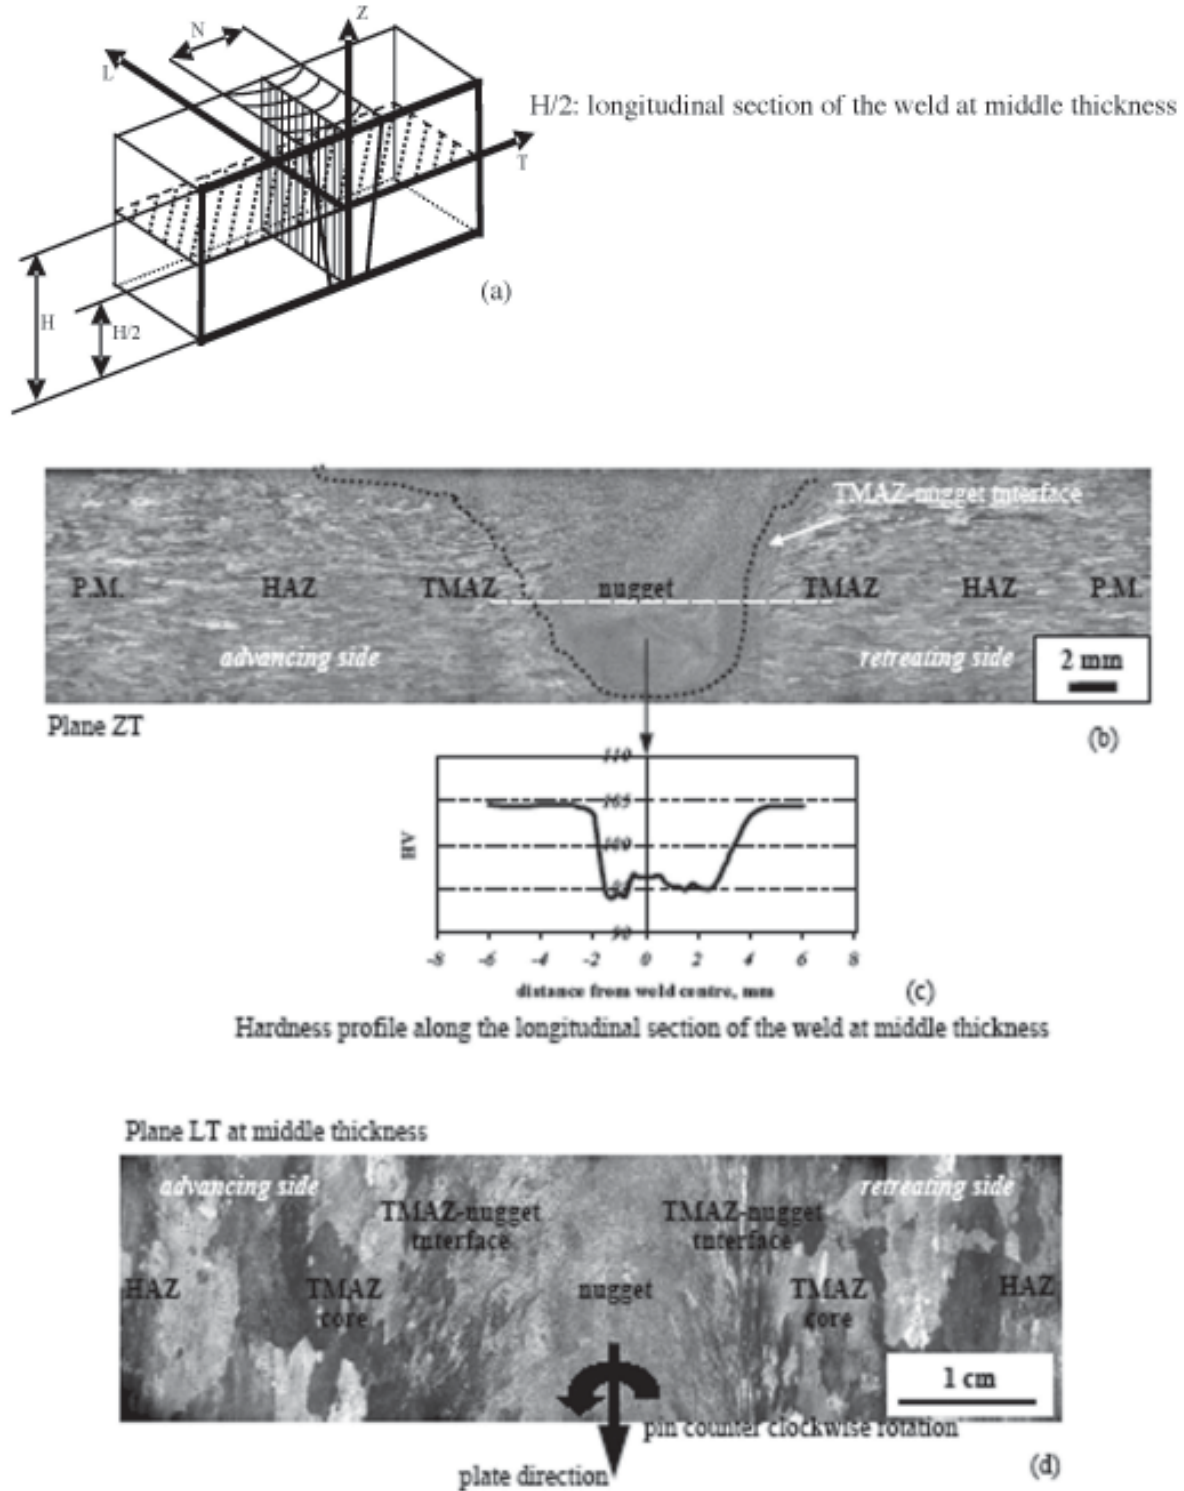 Z
N
L
H/2: longitudinal section of the weld at middle thickness
T
(a)
H
H/2
TMAZ-nugget interface
P.M. HAZ TMAZ nugget TMAZ HAZ P.M.
advancing side retreating side
2 mm
Plane ZT
(b)
110
105
100
HV
90
-8 -6 -4 -2 0 2 4 6 8
distance from weld centre, mm
(c)
Hardness profile along the longitudinal section of the weld at middle thickness
Plane LT at middle thickness
advancing side retreating side
TMAZ-nugget TMAZ-nugget
interface interface
HAZ TMAZ nugget TMAZ HAZ
core core
1 cm
pin counter clockwise rotation
plate direction
(d)